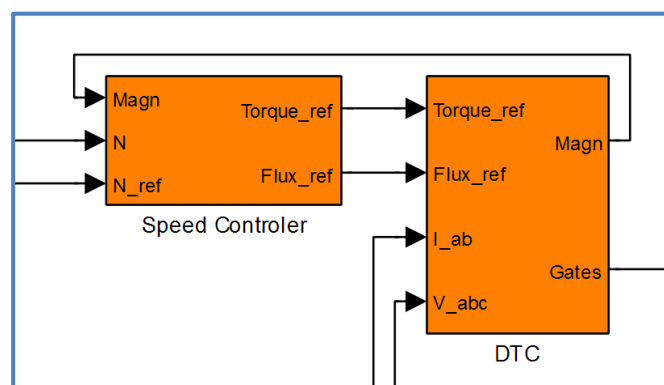 Magn
N
N_ref
Torque_ref
Flux_ref
Speed Controler
Torque_ref
Flux_ref
I_ab
V_abc
Magn
Gates
DTC